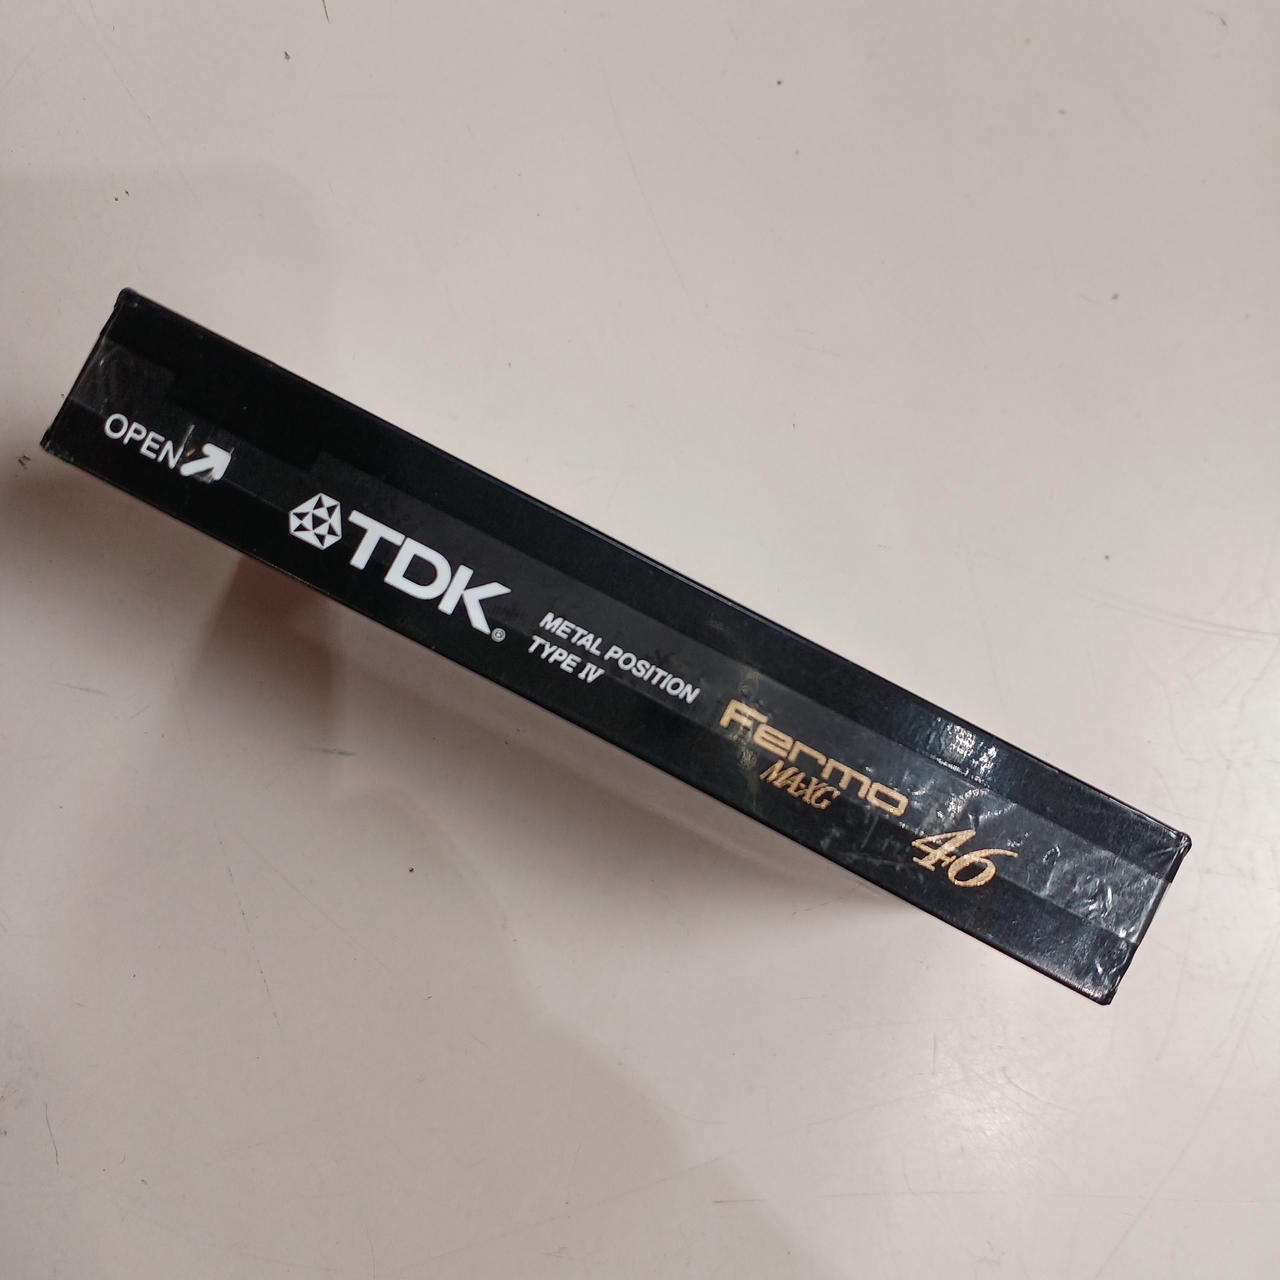 OPEN
TDK®
METAL POSITION
TYPE IV
Fermo
MA-XG
46